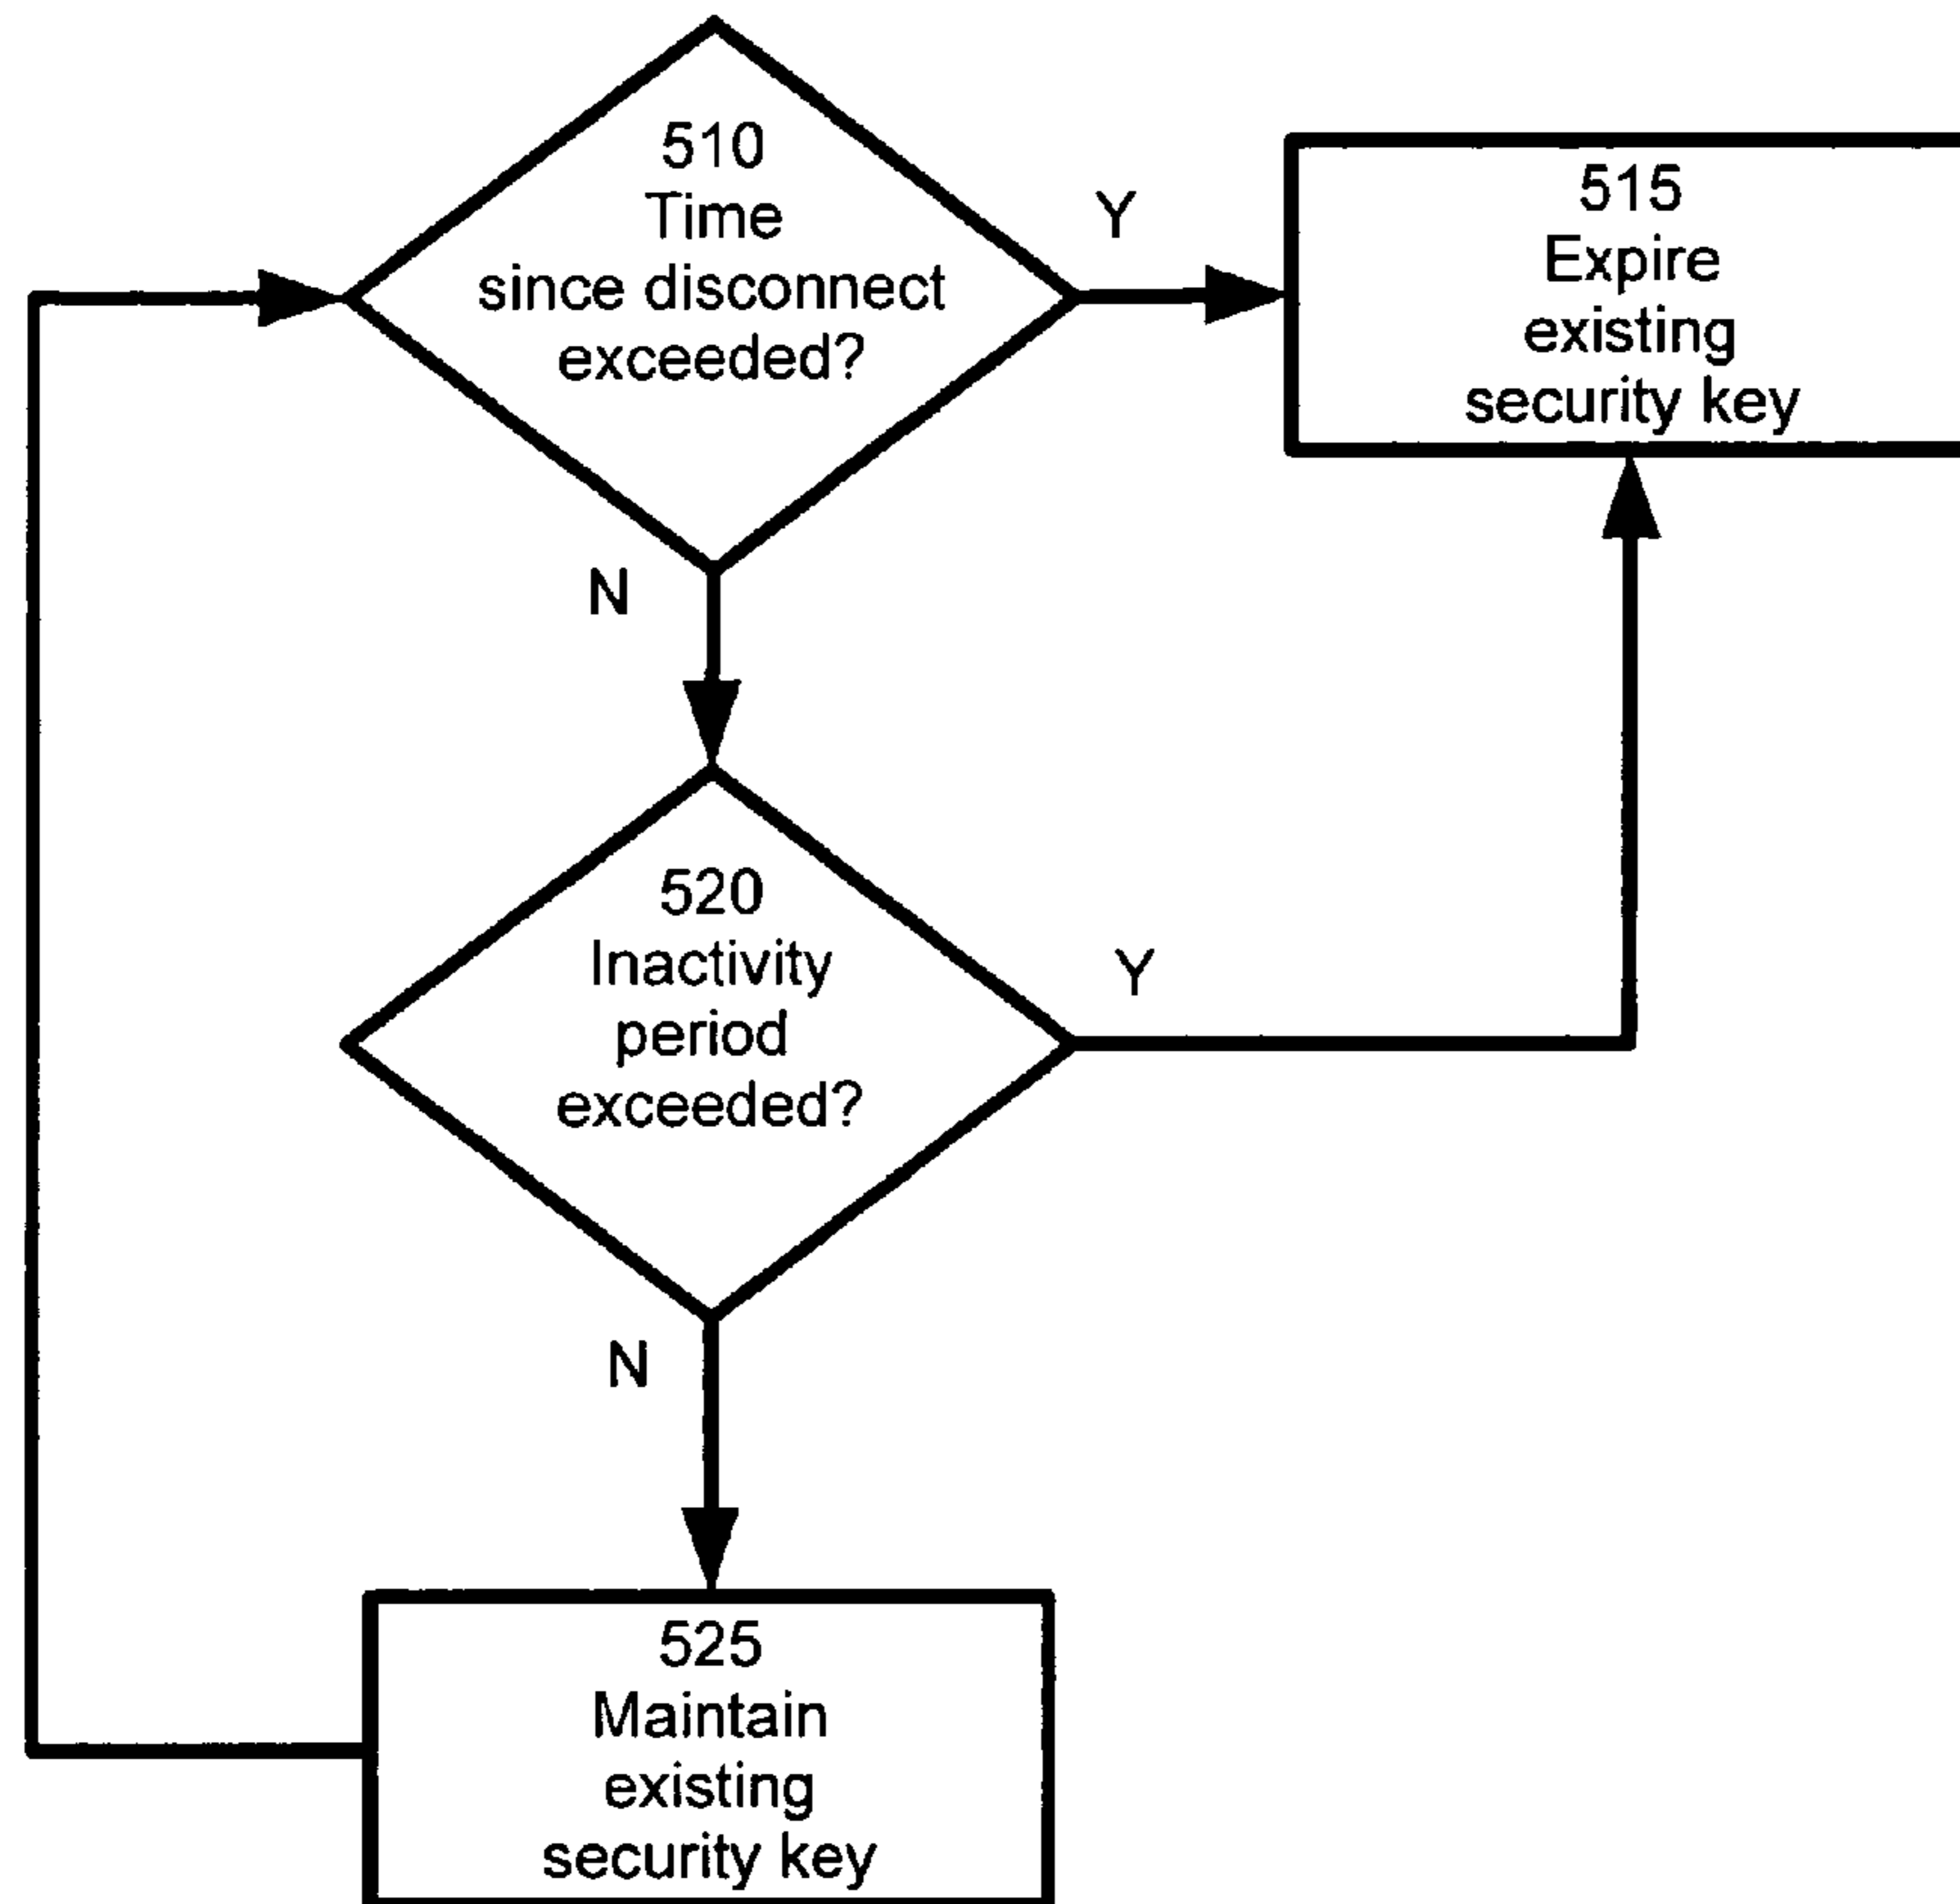 510
Time
since disconnect
exceeded?
Y
515
Expire
existing
security key
N
520
Inactivity
period
exceeded?
Y
N
525
Maintain
existing
security key